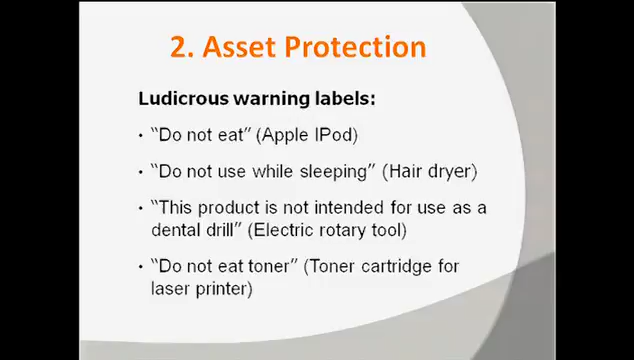 2. Asset Protection
Ludicrous warning labels:
• “Do not eat” (Apple IPod)
• “Do not use while sleeping” (Hair dryer)
• “This product is not intended for use as a
dental drill” (Electric rotary tool)
• “Do not eat toner” (Toner cartridge for
laser printer)